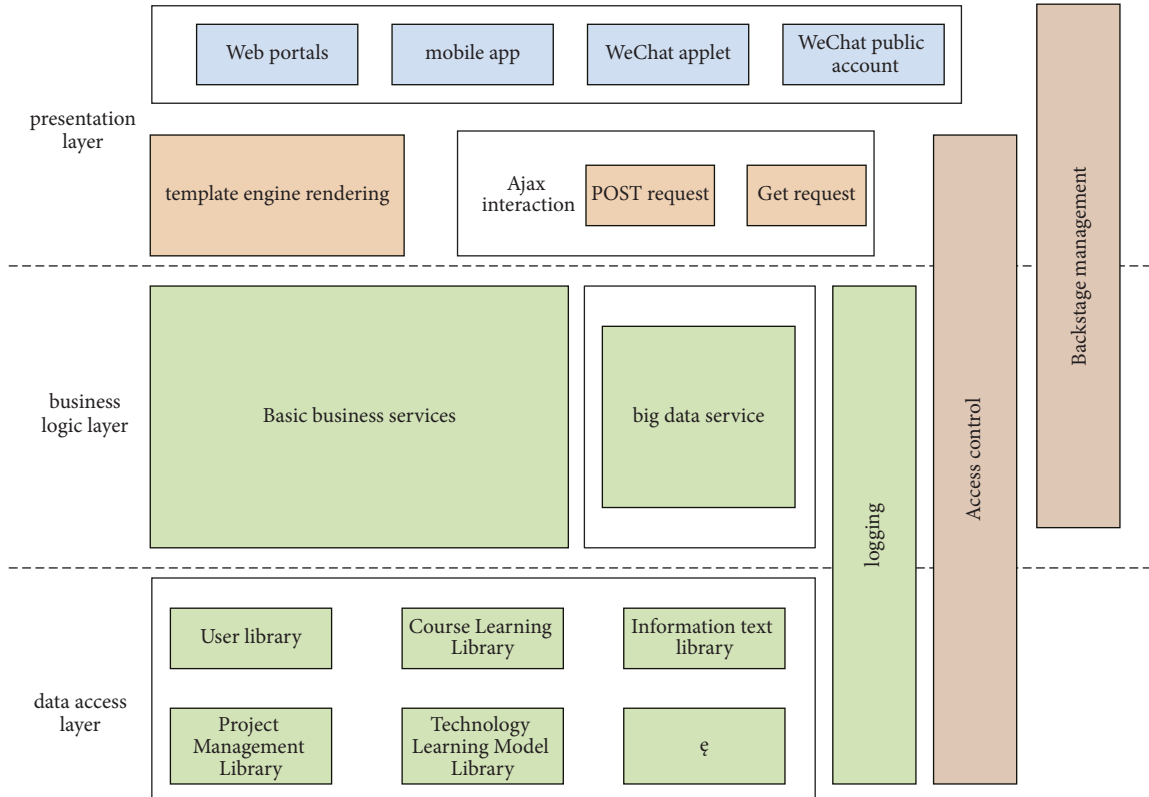 Web portals
mobile app
WeChat applet
WeChat public
account
presentation
layer
template engine rendering
Ajax
interaction
POST request
Get request
Backstage management
business
logic layer
Basic business services
big data service
logging
Access control
data access
layer
User library
Course Learning
Library
Information text
library
Project
Management
Library
Technology
Learning Model
Library
ę